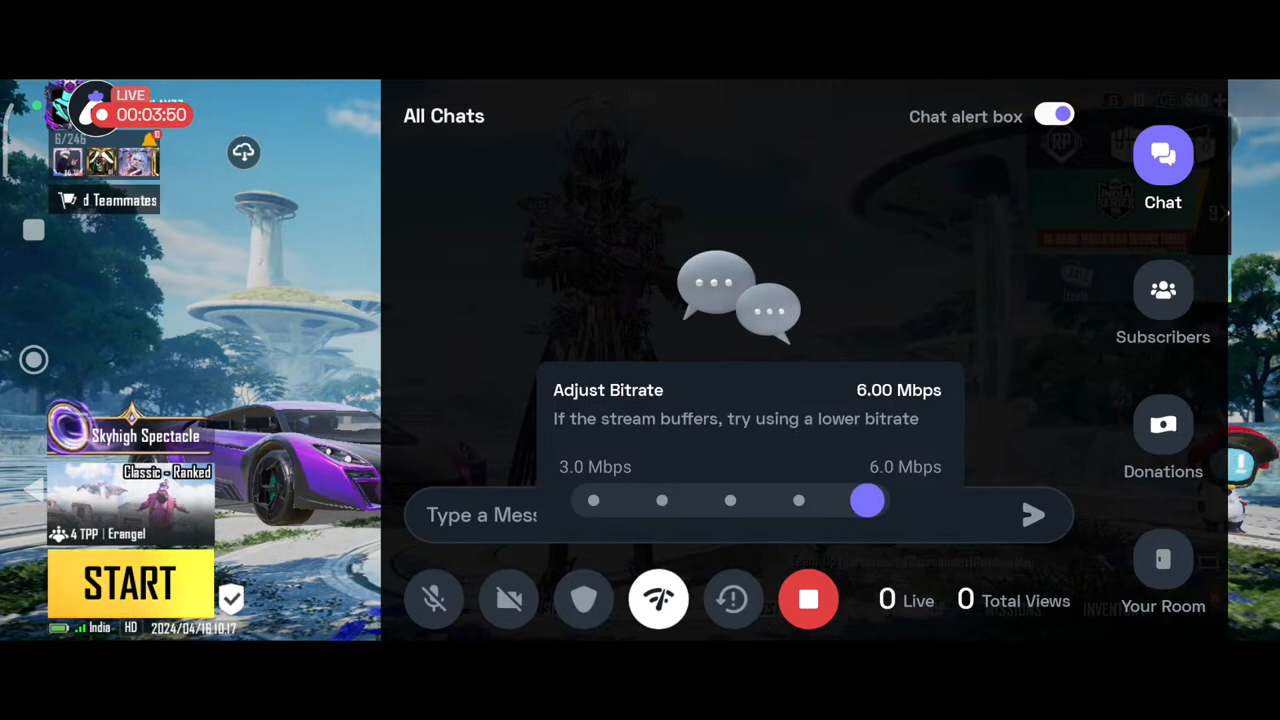 LIVE
00:03:50
6/246
d Teammates
Skyhigh Spectacle
Classic - Ranked
4 TPP | Erangel
START
India HD 2024/04/16 10:17
All Chats
Chat alert box
Adjust Bitrate 6.00 Mbps
If the stream buffers, try using a lower bitrate
3.0 Mbps 6.0 Mbps
Type a Mess
0 Live 0 Total Views
Chat
Subscribers
Donations
Your Room